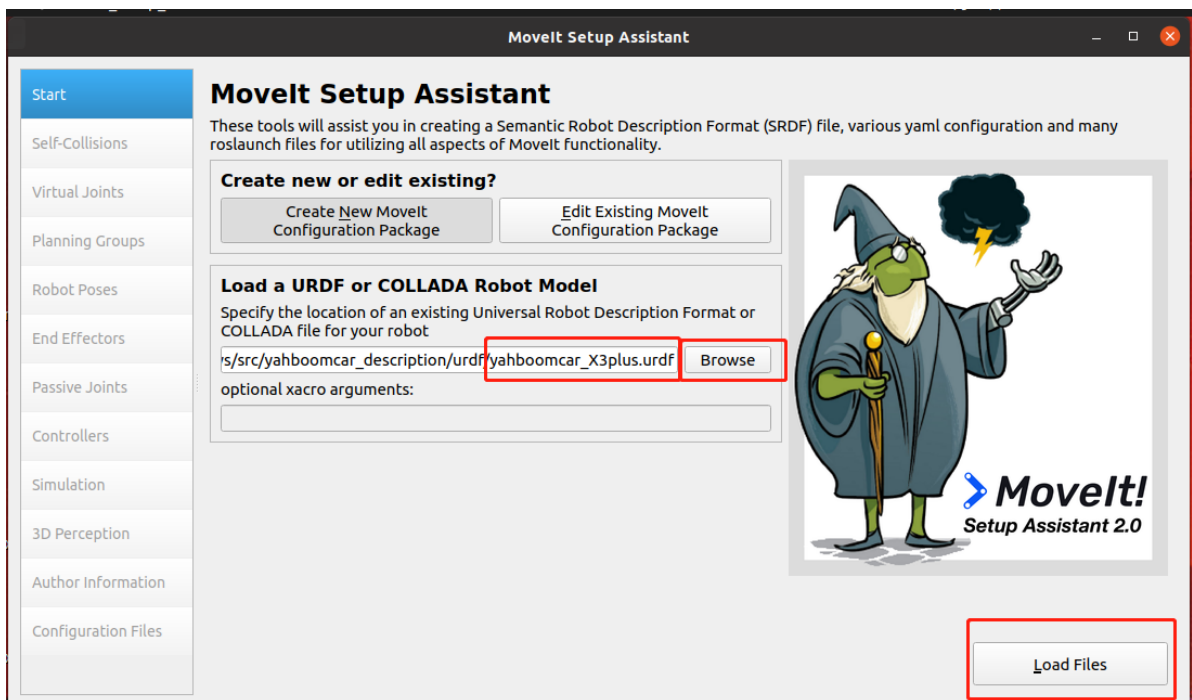 MoveIt Setup Assistant
Start
Self-Collisions
Virtual Joints
Planning Groups
Robot Poses
End Effectors
Passive Joints
Controllers
Simulation
3D Perception
Author Information
Configuration Files
MoveIt Setup Assistant
These tools will assist you in creating a Semantic Robot Description Format (SRDF) file, various yaml configuration and many
roslaunch files for utilizing all aspects of MoveIt functionality.
Create new or edit existing?
Create New MoveIt
Configuration Package
Edit Existing MoveIt
Configuration Package
Load a URDF or COLLADA Robot Model
Specify the location of an existing Universal Robot Description Format or
COLLADA file for your robot
s/src/yahboomcar_description/urdf/yahboomcar_X3plus.urdf
Browse
optional xacro arguments:
MoveIt!
Setup Assistant 2.0
Load Files